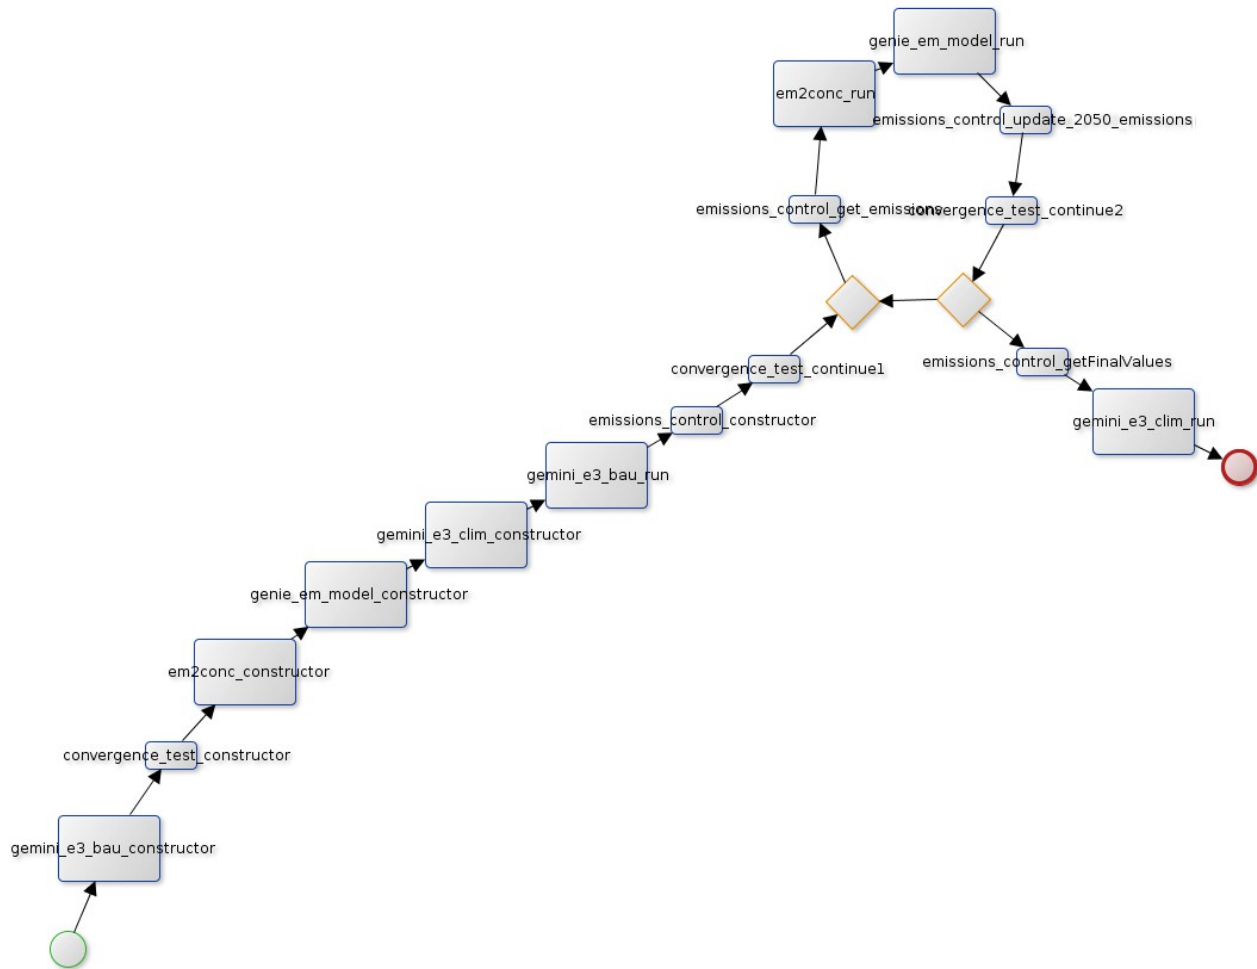 genie_em_model_run
em2conc_run
emissions_control_update_2050_emissions
emissions_control_get_emissions
convergence_test_continue2
emissions_control_getFinalValues
convergence_test_continue1
emissions_control_constructor
gemini_e3_clim_run
gemini_e3_bau_run
gemini_e3_clim_constructor
genie_em_model_constructor
em2conc_constructor
convergence_test_constructor
gemini_e3_bau_constructor